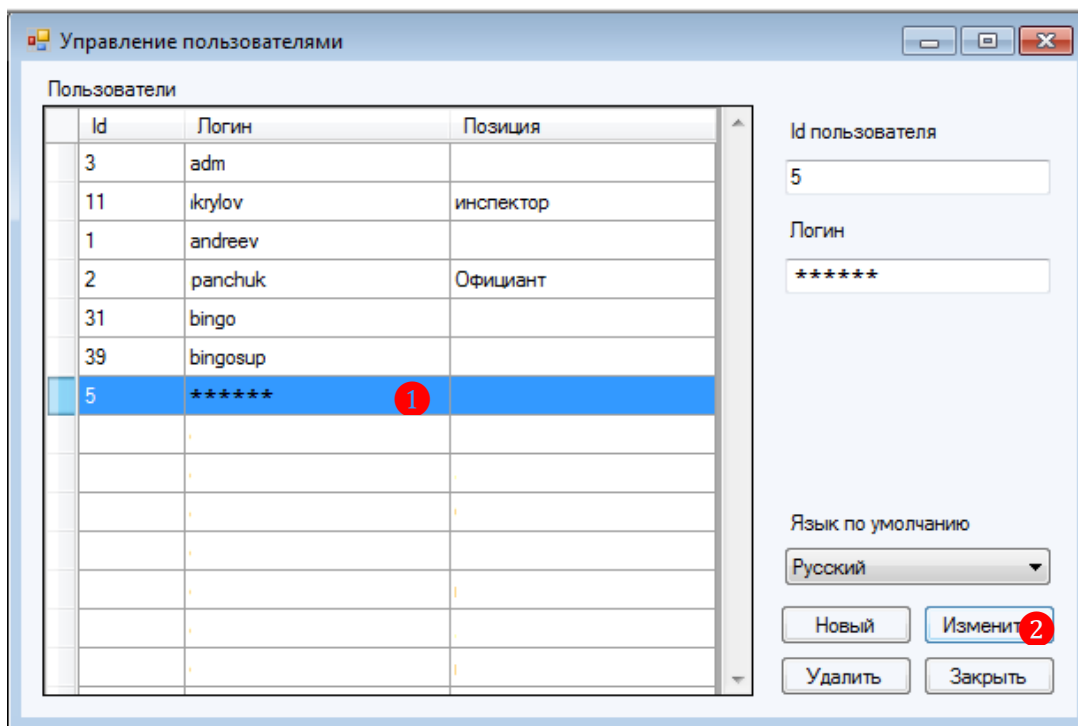 Управление пользователями
Пользователи
Id Логин Позиция
3 adm
11 ikrylov инспектор
1 andreev
2 panchuk Официант
31 bingo
39 bingosup
5 ****** 1
Id пользователя
5
Логин
******
Язык по умолчанию
Русский
Новый Изменит 2
Удалить Закрыть